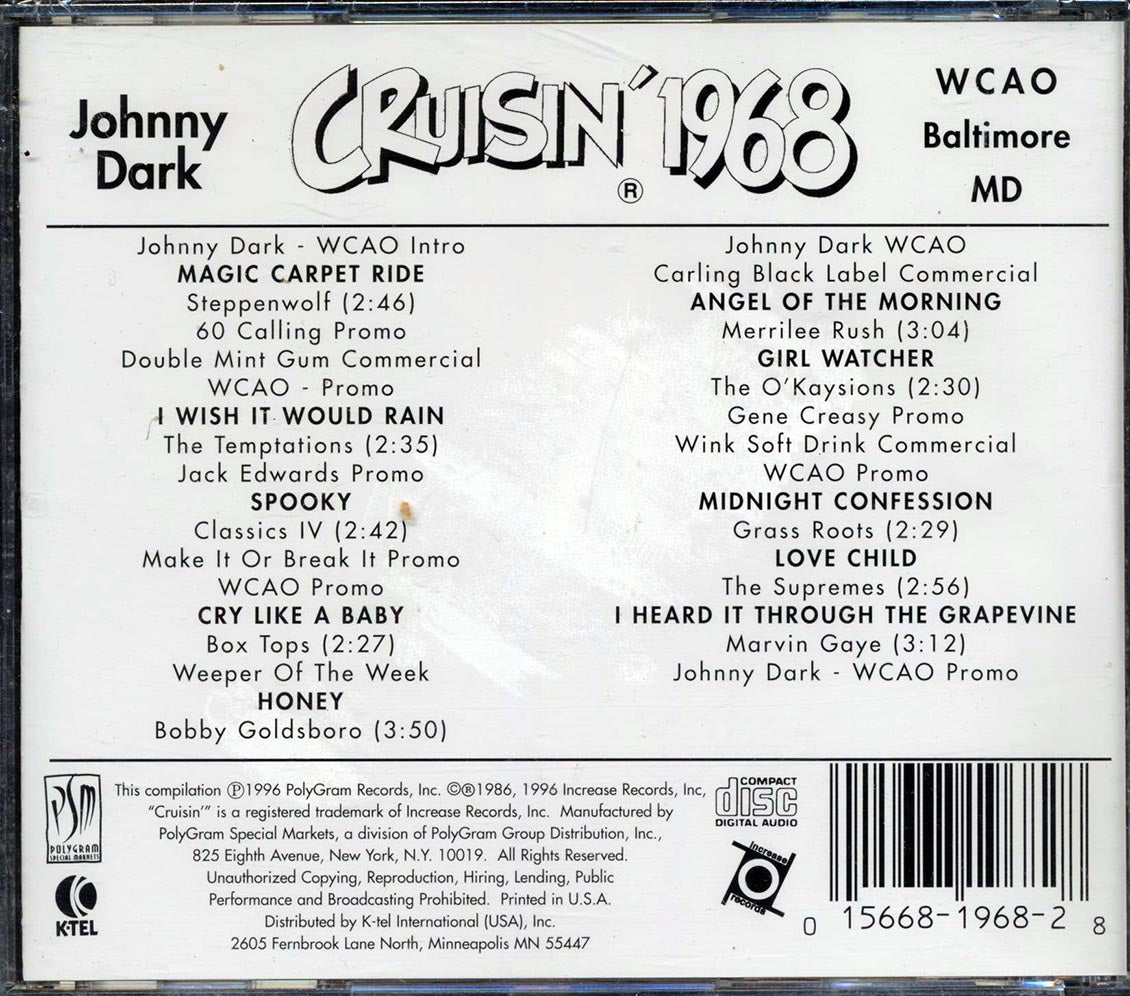 Johnny
Dark
CRUISIN' 1968
®
WCAO
Baltimore
MD
Johnny Dark - WCAO Intro
MAGIC CARPET RIDE
Steppenwolf (2:46)
60 Calling Promo
Double Mint Gum Commercial
WCAO - Promo
I WISH IT WOULD RAIN
The Temptations (2:35)
Jack Edwards Promo
SPOOKY
Classics IV (2:42)
Make It Or Break It Promo
WCAO Promo
CRY LIKE A BABY
Box Tops (2:27)
Weeper Of The Week
HONEY
Bobby Goldsboro (3:50)
Johnny Dark WCAO
Carling Black Label Commercial
ANGEL OF THE MORNING
Merrilee Rush (3:04)
GIRL WATCHER
The O'Kaysions (2:30)
Gene Creasy Promo
Wink Soft Drink Commercial
WCAO Promo
MIDNIGHT CONFESSION
Grass Roots (2:29)
LOVE CHILD
The Supremes (2:56)
I HEARD IT THROUGH THE GRAPEVINE
Marvin Gaye (3:12)
Johnny Dark - WCAO Promo
PSM
POLYGRAM
SPECIAL MARKETS
K-TEL
This compilation ℗1996 PolyGram Records, Inc. ©®1986, 1996 Increase Records, Inc,
“Cruisin’” is a registered trademark of Increase Records, Inc. Manufactured by
PolyGram Special Markets, a division of PolyGram Group Distribution, Inc.,
825 Eighth Avenue, New York, N.Y. 10019. All Rights Reserved.
Unauthorized Copying, Reproduction, Hiring, Lending, Public
Performance and Broadcasting Prohibited. Printed in U.S.A.
Distributed by K-tel International (USA), Inc.
2605 Fernbrook Lane North, Minneapolis MN 55447
COMPACT
disc
DIGITAL AUDIO
Increase
records
0 15668-1968-2 8